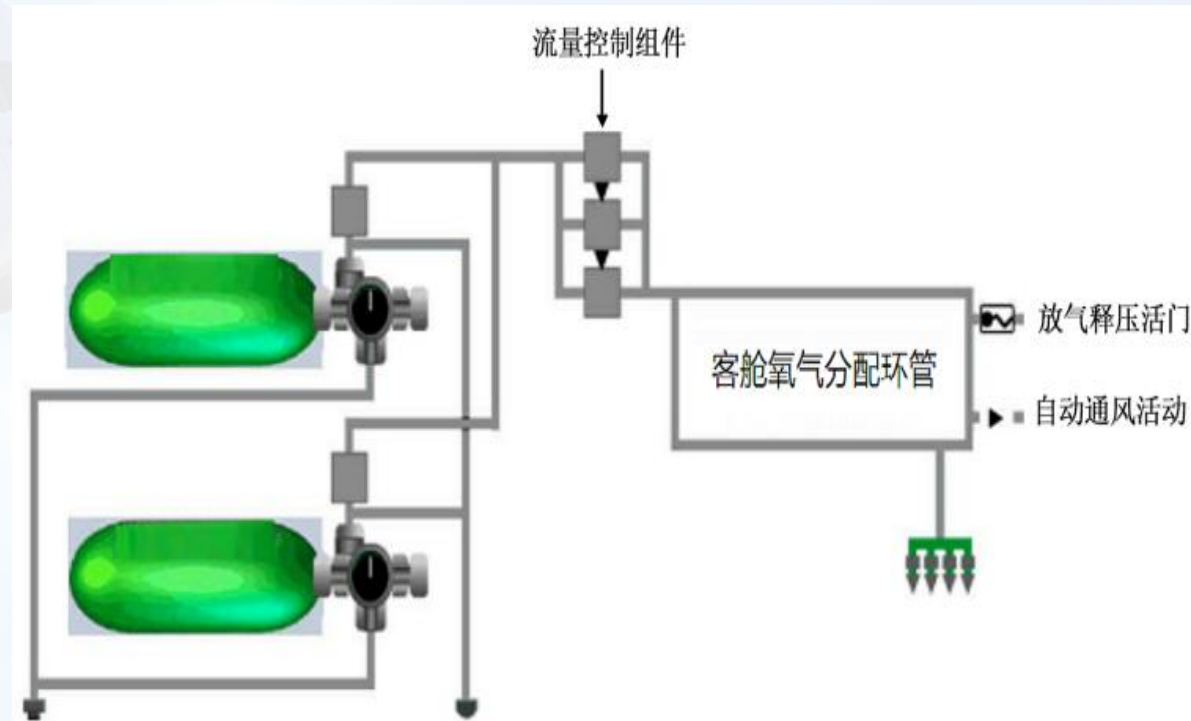 流量控制组件
放气释压活门
客舱氧气分配环管
自动通风活动